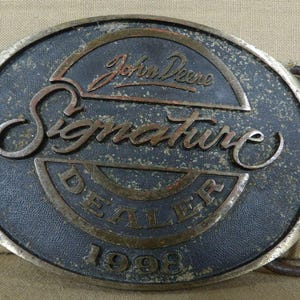 John Deere
Signature
DEALER
1998